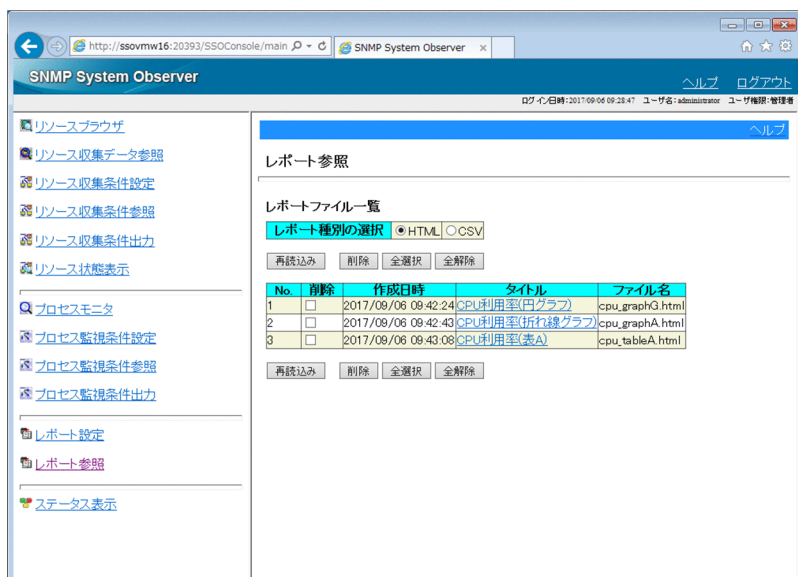 http://ssovmw16:20393/SSOConsole/main
SNMP System Observer
SNMP System Observer
ヘルプ ログアウト
ログイン日時:2017/09/06 09:28:47 ユーザ名:administrator ユーザ権限:管理者
リソースブラウザ
リソース収集データ参照
リソース収集条件設定
リソース収集条件参照
リソース収集条件出力
リソース状態表示
プロセスモニタ
プロセス監視条件設定
プロセス監視条件参照
プロセス監視条件出力
レポート設定
レポート参照
ステータス表示
ヘルプ
レポート参照
レポートファイル一覧
レポート種別の選択 HTML CSV
再読込み 削除 全選択 全解除
No. 削除 作成日時 タイトル ファイル名
1 2017/09/06 09:42:24 CPU利用率(円グラフ) cpu_graphG.html
2 2017/09/06 09:42:43 CPU利用率(折れ線グラフ) cpu_graphA.html
3 2017/09/06 09:43:08 CPU利用率(表A) cpu_tableA.html
再読込み 削除 全選択 全解除